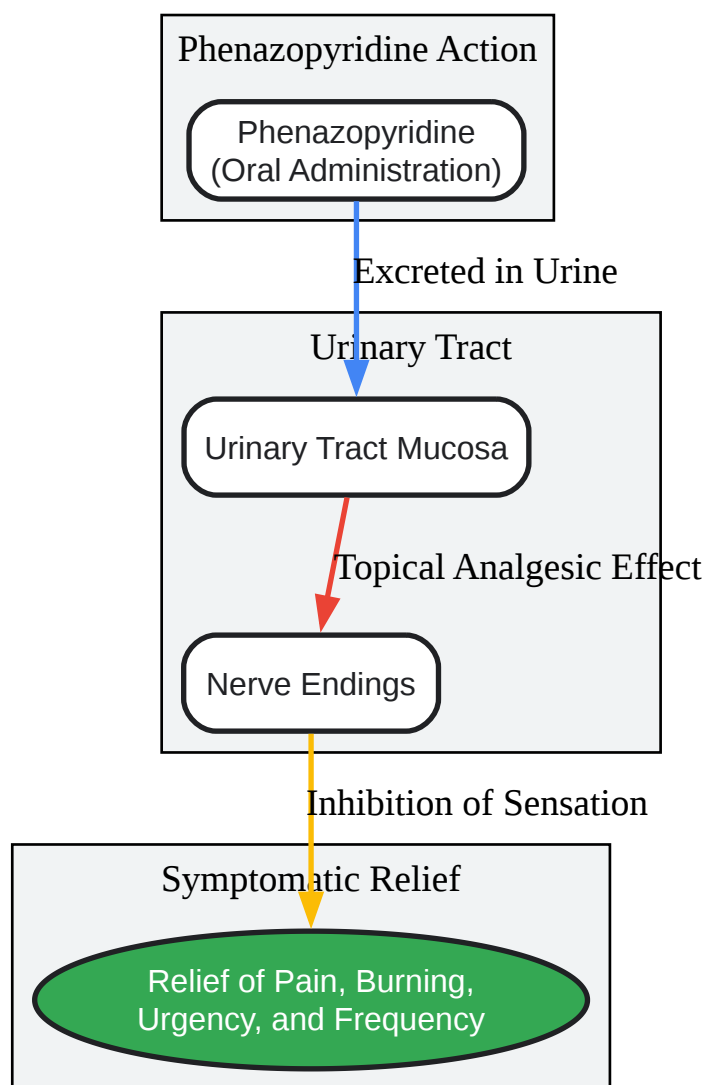 Phenazopyridine Action
Phenazopyridine
(Oral Administration)
Excreted in Urine
Urinary Tract
Urinary Tract Mucosa
Topical Analgesic Effect
Nerve Endings
Inhibition of Sensation
Symptomatic Relief
Relief of Pain, Burning,
Urgency, and Frequency